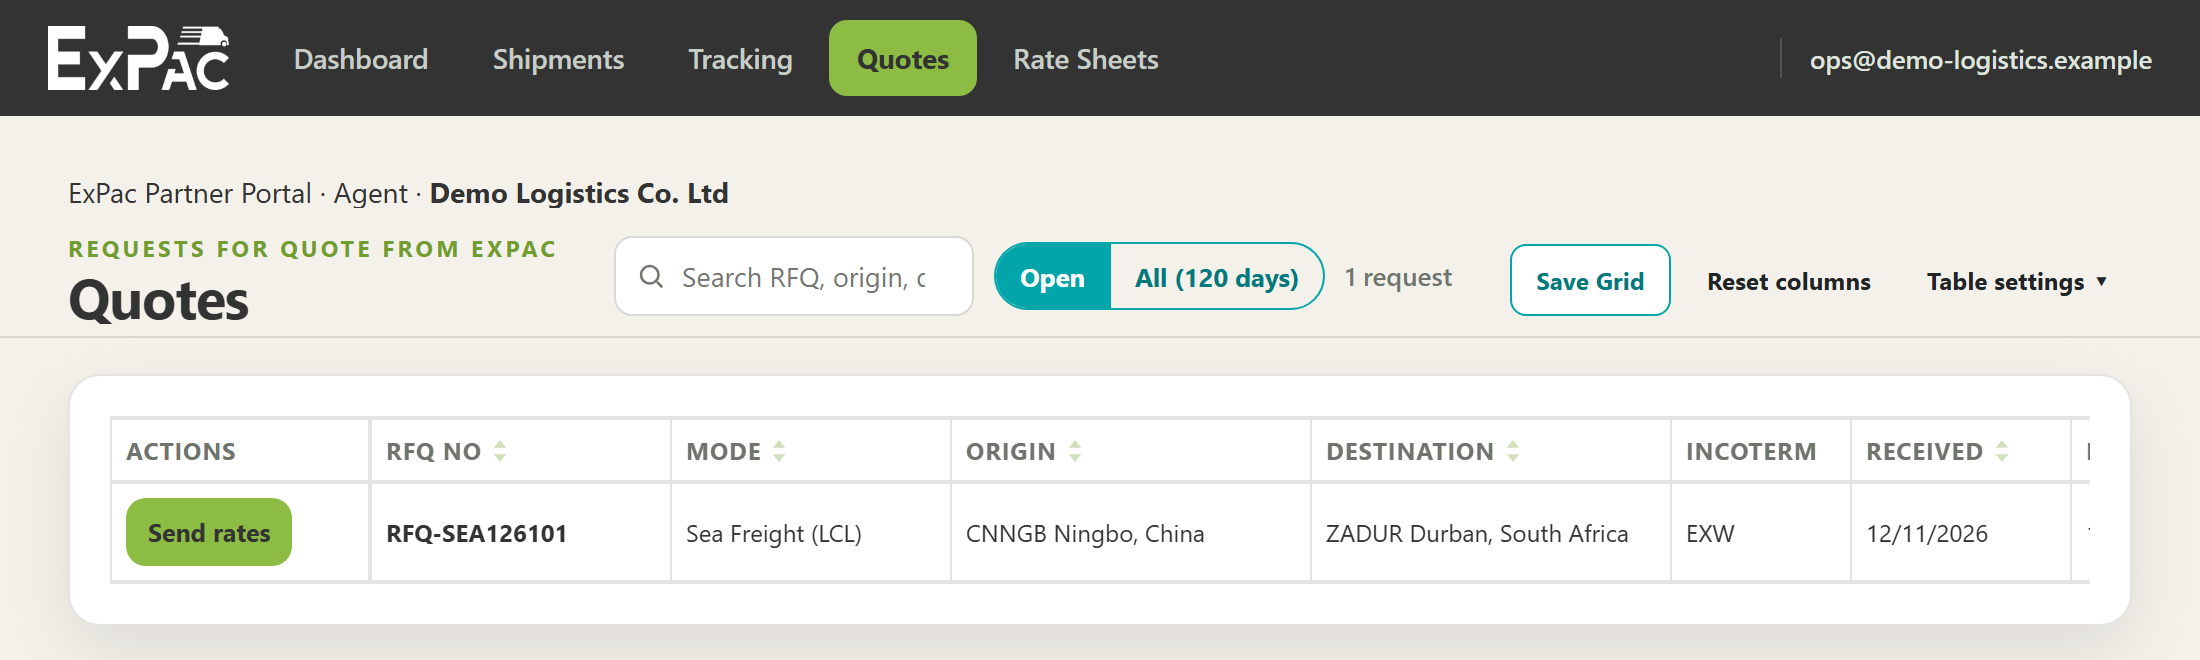 ExPac
Dashboard Shipments Tracking Quotes Rate Sheets ops@demo-logistics.example
ExPac Partner Portal · Agent · Demo Logistics Co. Ltd
REQUESTS FOR QUOTE FROM EXPAC
Quotes
Search RFQ, origin, Open All (120 days) 1 request Save Grid Reset columns Table settings
ACTIONS RFQ NO MODE ORIGIN DESTINATION INCOTERM RECEIVED
Send rates RFQ-SEA126101 Sea Freight (LCL) CNNGB Ningbo, China ZADUR Durban, South Africa EXW 12/11/2026